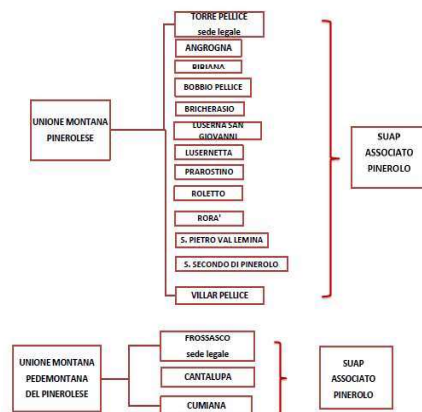 TORRE PELLICE
sede legale
ANGROGNA
BIBIANA
BOBBIO PELLICE
BRICHERASIO
LUSERNA SAN
GIOVANNI
LUSERNETTA
PRAROSTINO
ROLETTO
RORA'
S. PIETRO VAL LEMINA
S. SECONDO DI PINEROLO
VILLAR PELLICE
UNIONE MONTANA
PINEROLESE
SUAP
ASSOCIATO
PINEROLO
UNIONE MONTANA
PEDEMONTANA
DEL PINEROLESE
FROSSASCO
sede legale
CANTALUPA
CUMIANA
SUAP
ASSOCIATO
PINEROLO